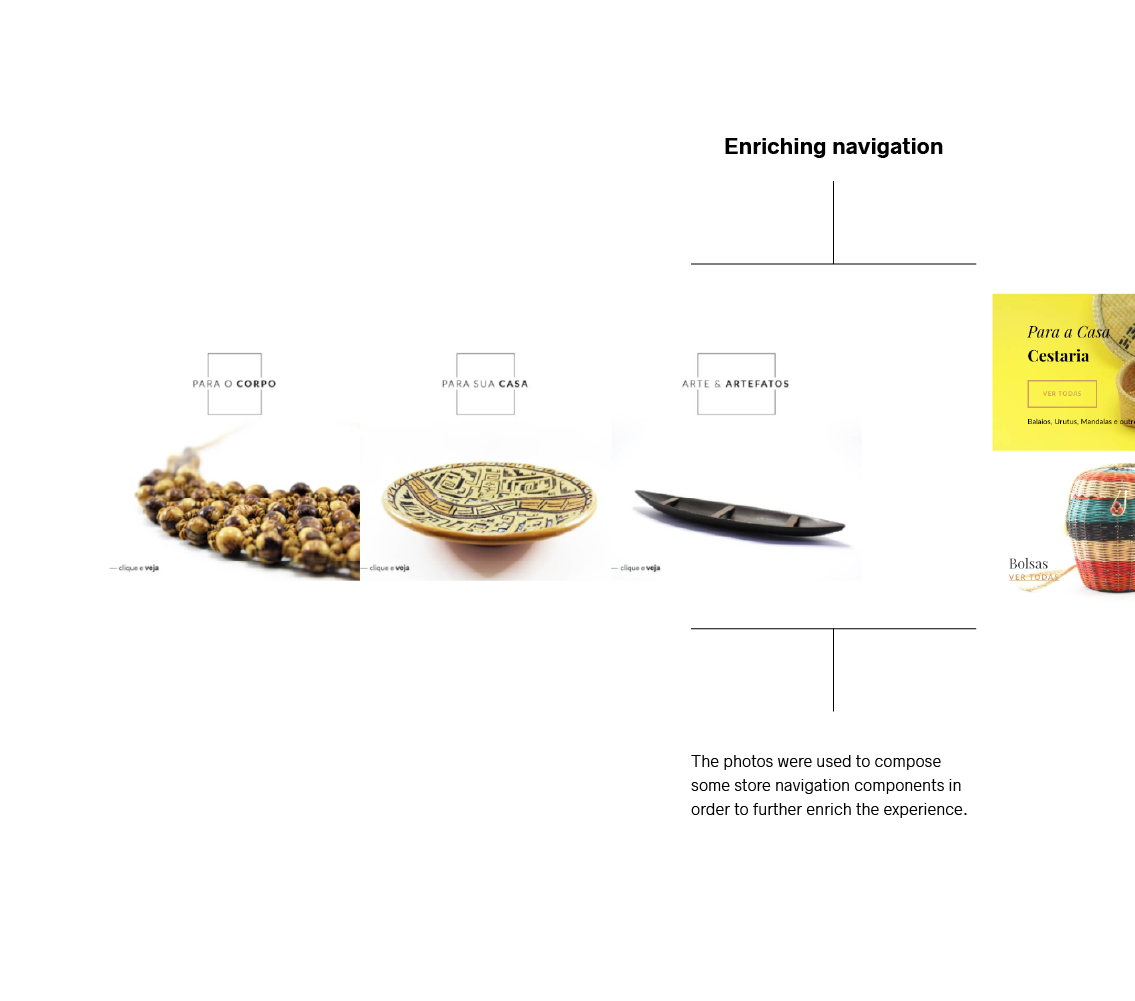 Enriching navigation
PARA O CORPO
PARA SUA CASA
ARTE & ARTEFATOS
— clique e veja
— clique e veja
— clique e veja
Para a Casa
Cestaria
VER TODAS
Balaios, Urutus, Mandalas e outr
Bolsas
VER TODAS
The photos were used to compose
some store navigation components in
order to further enrich the experience.